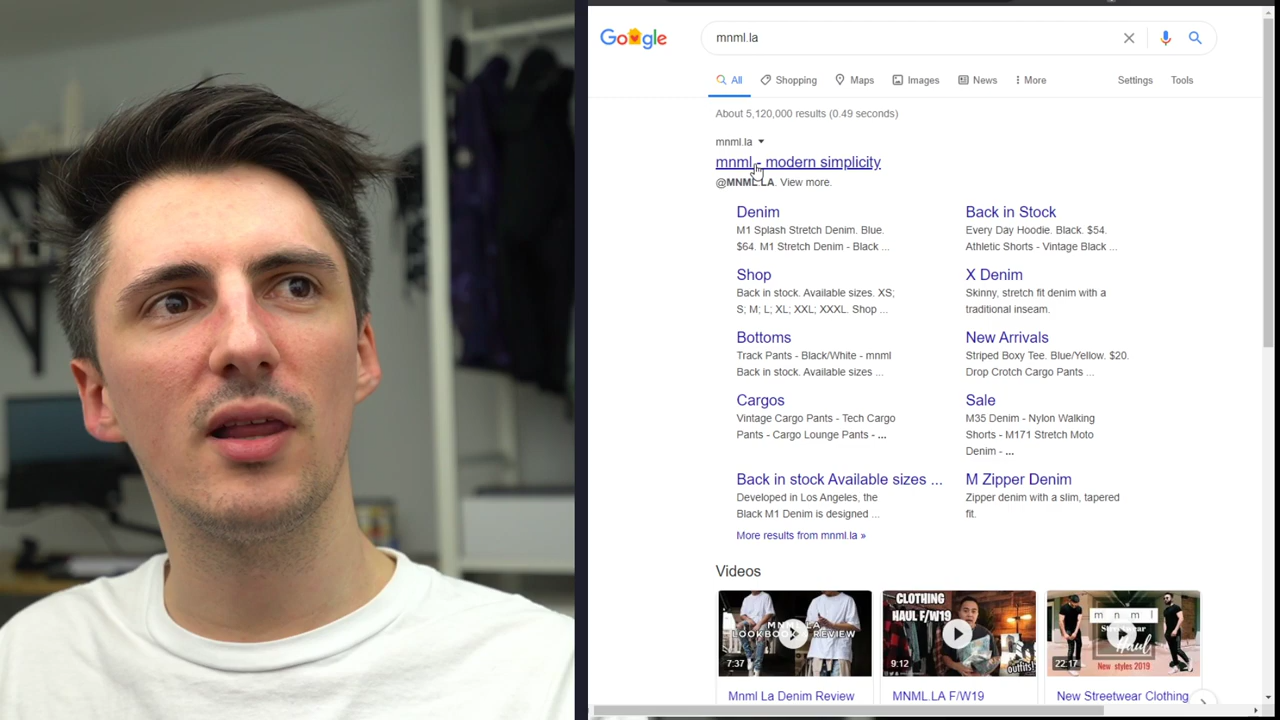 Google
mnml.la
All
Shopping
Maps
Images
News
More
Settings
Tools
About 5,120,000 results (0.49 seconds)
mnml.la
mnml - modern simplicity
@MNML.LA. View more.
Denim
M1 Splash Stretch Denim. Blue.
$64. M1 Stretch Denim - Black ...
Back in Stock
Every Day Hoodie. Black. $54.
Athletic Shorts - Vintage Black ...
Shop
Back in stock. Available sizes. XS;
S; M; L; XL; XXL; XXXL. Shop ...
X Denim
Skinny, stretch fit denim with a
traditional inseam.
Bottoms
Track Pants - Black/White - mnml
Back in stock. Available sizes ...
New Arrivals
Striped Boxy Tee. Blue/Yellow. $20.
Drop Crotch Cargo Pants ...
Cargos
Vintage Cargo Pants - Tech Cargo
Pants - Cargo Lounge Pants - ...
Sale
M35 Denim - Nylon Walking
Shorts - M171 Stretch Moto
Denim - ...
Back in stock Available sizes ...
Developed in Los Angeles, the
Black M1 Denim is designed ...
M Zipper Denim
Zipper denim with a slim, tapered
fit.
More results from mnml.la »
Videos
MNML LA
LOOKBOOK + REVIEW
7:37
CLOTHING
HAUL F/W19
outfits!
9:12
mnml
Streetwear
Haul
New styles 2019
22:17
Mnml La Denim Review
MNML.LA F/W19
New Streetwear Clothing